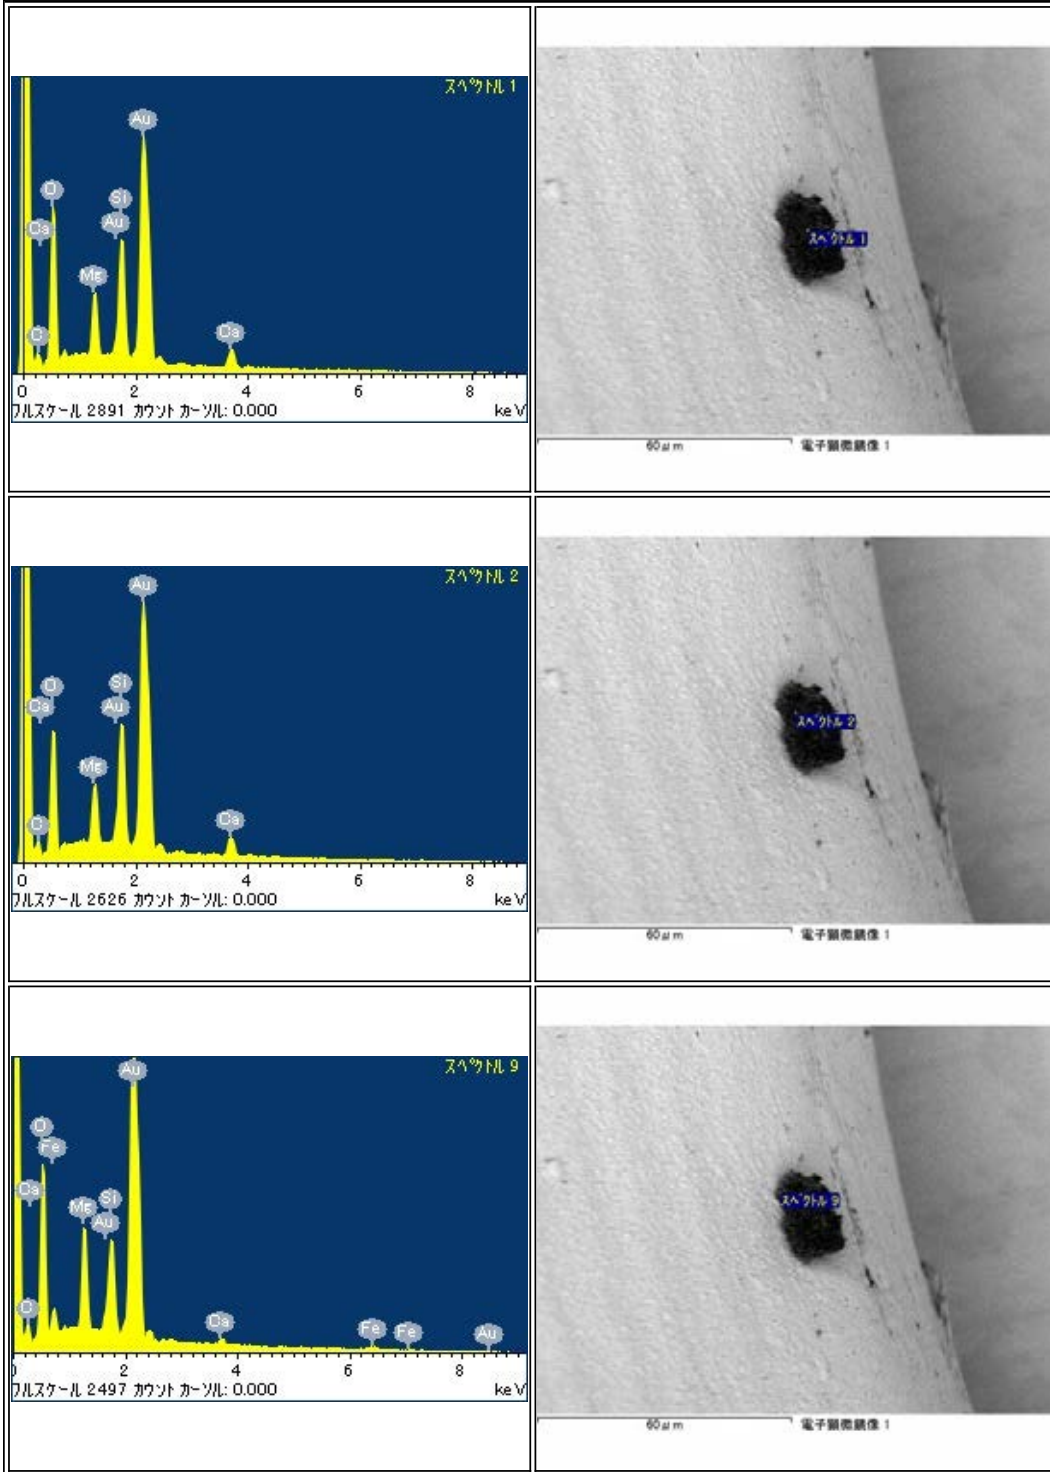 スペクトル 1
Au
O
Si
Ca
Au
Mg
C
Ca
0 2 4 6 8
フルスケール 2891 カウント カーソル: 0.000 keV
スペクトル 1
60μm 電子顕微鏡像 1
スペクトル 2
Au
O
Si
Ca
Au
Mg
C
Ca
0 2 4 6 8
フルスケール 2626 カウント カーソル: 0.000 keV
スペクトル 2
60μm 電子顕微鏡像 1
スペクトル 9
Au
O
Fe
Ca
Si
Mg
Au
C
Ca
Fe
Fe
Au
0 2 4 6 8
フルスケール 2497 カウント カーソル: 0.000 keV
スペクトル 9
60μm 電子顕微鏡像 1